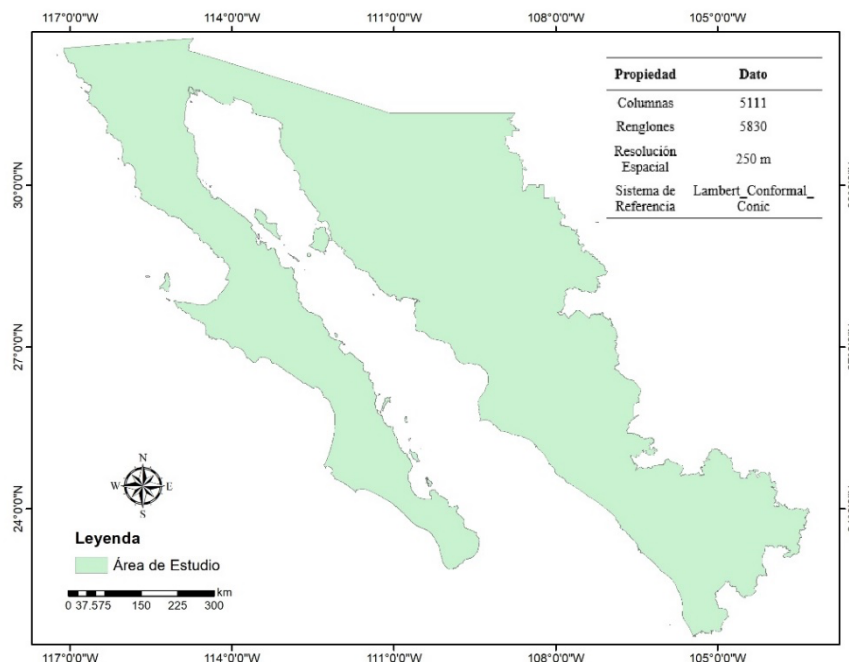 117°0'0"W 114°0'0"W 111°0'0"W 108°0'0"W 105°0'0"W
Propiedad Dato
Columnas 5111
Renglones 5830
Resolución
Espacial 250 m
Sistema de
Referencia Lambert_Conformal_
Conic
30°0'0"N
27°0'0"N
24°0'0"N
N
W E
S
Leyenda
Área de Estudio
km
0 37.575 150 225 300
117°0'0"W 114°0'0"W 111°0'0"W 108°0'0"W 105°0'0"W